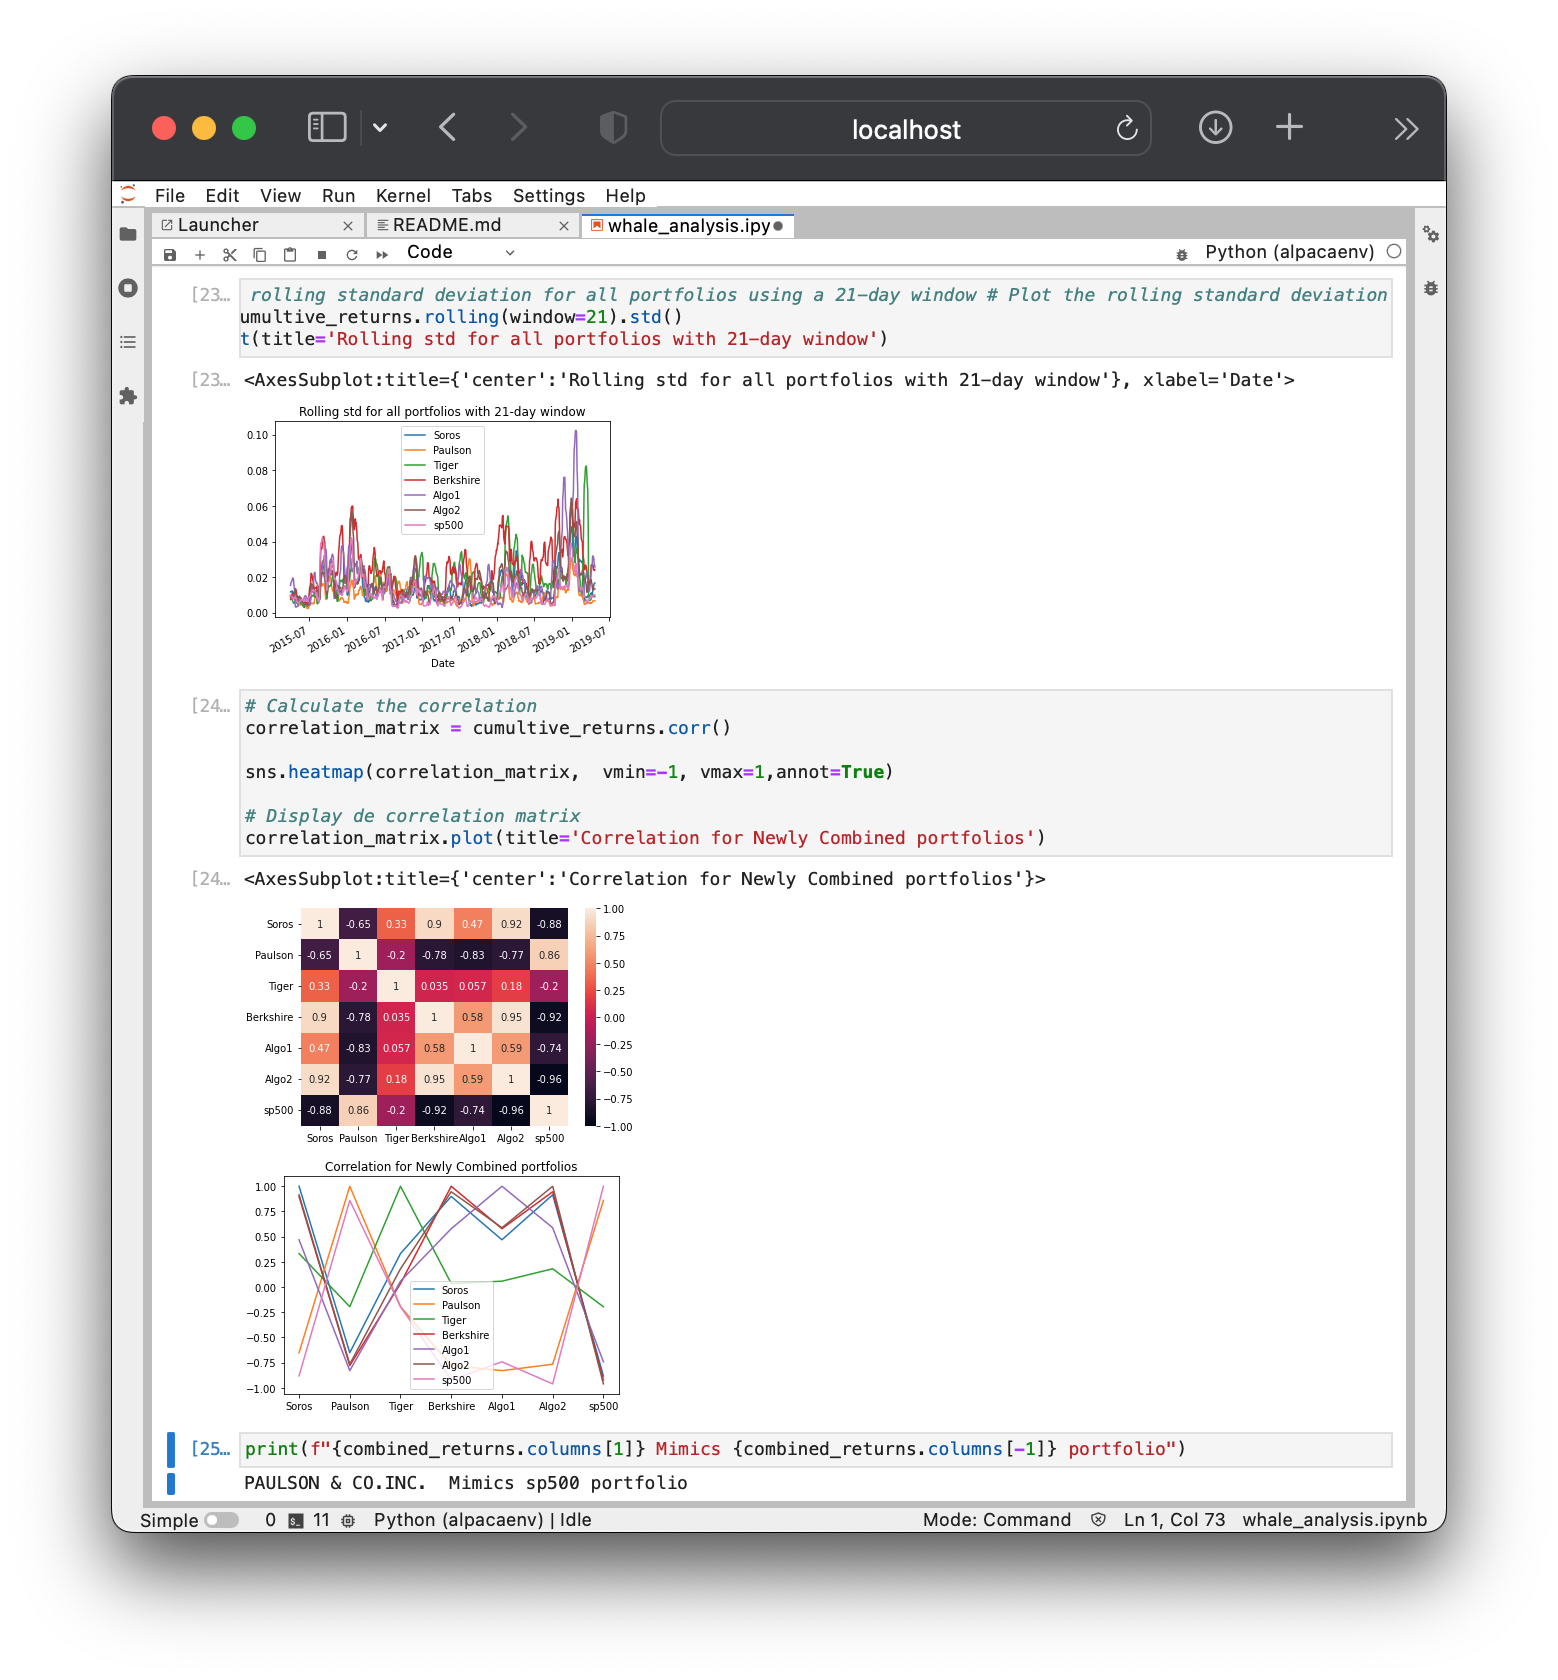 localhost
File Edit View Run Kernel Tabs Settings Help
Launcher README.md whale_analysis.ipy
Code Python (alpacaenv)
[23… rolling standard deviation for all portfolios using a 21-day window # Plot the rolling standard deviation
umultive_returns.rolling(window=21).std()
t(title='Rolling std for all portfolios with 21-day window')
[23… <AxesSubplot:title={'center':'Rolling std for all portfolios with 21-day window'}, xlabel='Date'>
Rolling std for all portfolios with 21-day window
0.10
0.08
0.06
0.04
0.02
0.00
Soros
Paulson
Tiger
Berkshire
Algo1
Algo2
sp500
2015-07 2016-01 2016-07 2017-01 2017-07 2018-01 2018-07 2019-01 2019-07
Date
[24… # Calculate the correlation
correlation_matrix = cumultive_returns.corr()
sns.heatmap(correlation_matrix,  vmin=-1, vmax=1,annot=True)
# Display de correlation matrix
correlation_matrix.plot(title='Correlation for Newly Combined portfolios')
[24… <AxesSubplot:title={'center':'Correlation for Newly Combined portfolios'}>
Soros 1 -0.65 0.33 0.9 0.47 0.92 -0.88
Paulson -0.65 1 -0.2 -0.78 -0.83 -0.77 0.86
Tiger 0.33 -0.2 1 0.035 0.057 0.18 -0.2
Berkshire 0.9 -0.78 0.035 1 0.58 0.95 -0.92
Algo1 0.47 -0.83 0.057 0.58 1 0.59 -0.74
Algo2 0.92 -0.77 0.18 0.95 0.59 1 -0.96
sp500 -0.88 0.86 -0.2 -0.92 -0.74 -0.96 1
Soros Paulson Tiger Berkshire Algo1 Algo2 sp500
1.00
0.75
0.50
0.25
0.00
−0.25
−0.50
−0.75
−1.00
Correlation for Newly Combined portfolios
1.00
0.75
0.50
0.25
0.00
−0.25
−0.50
−0.75
−1.00
Soros
Paulson
Tiger
Berkshire
Algo1
Algo2
sp500
Soros Paulson Tiger Berkshire Algo1 Algo2 sp500
[25… print(f"{combined_returns.columns[1]} Mimics {combined_returns.columns[-1]} portfolio")
PAULSON & CO.INC.  Mimics sp500 portfolio
Simple 0 11 Python (alpacaenv) | Idle Mode: Command Ln 1, Col 73 whale_analysis.ipynb